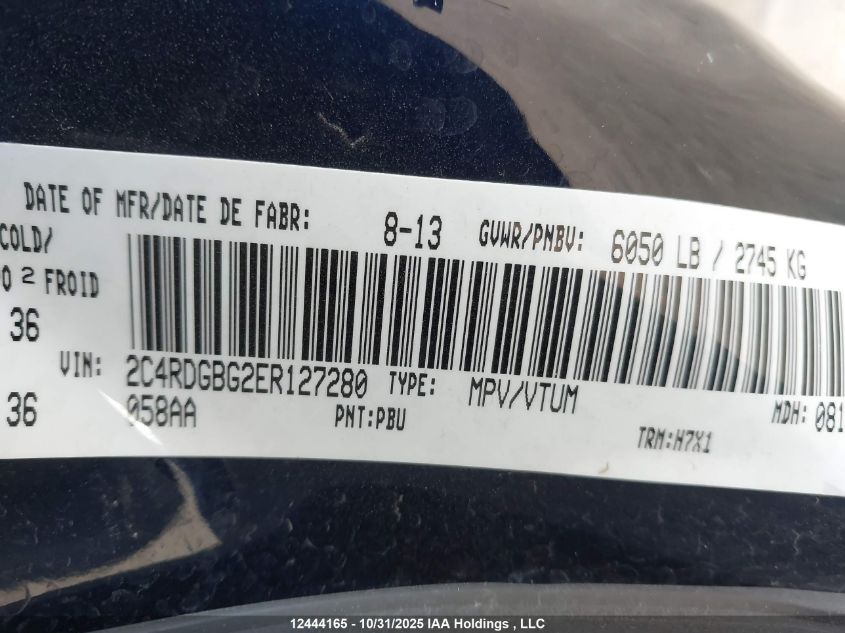 DATE OF MFR/DATE DE FABR: 8-13 GVWR/PNBV: 6050 LB / 2745 KG
COLD/
O 2 FROID
36
VIN: 2C4RDGBG2ER127280 TYPE: MPV/VTUM MDH: 081
36 058AA PNT:PBU TRM:H7X1
12444165 - 10/31/2025 IAA Holdings , LLC